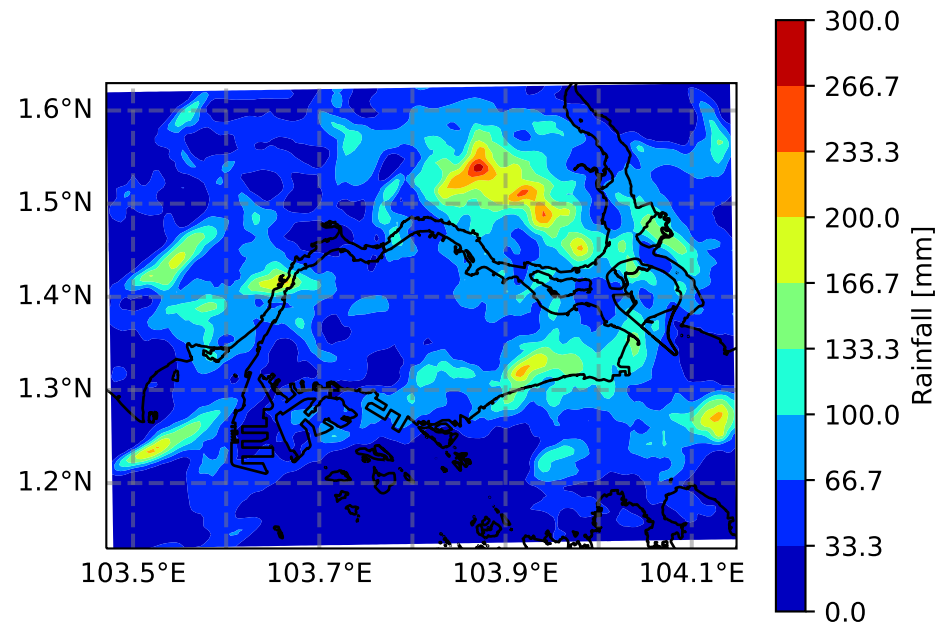 1.6°N
1.5°N
1.4°N
1.3°N
1.2°N
103.5°E
103.7°E
103.9°E
104.1°E
300.0
266.7
233.3
200.0
166.7
133.3
100.0
66.7
33.3
0.0
Rainfall [mm]